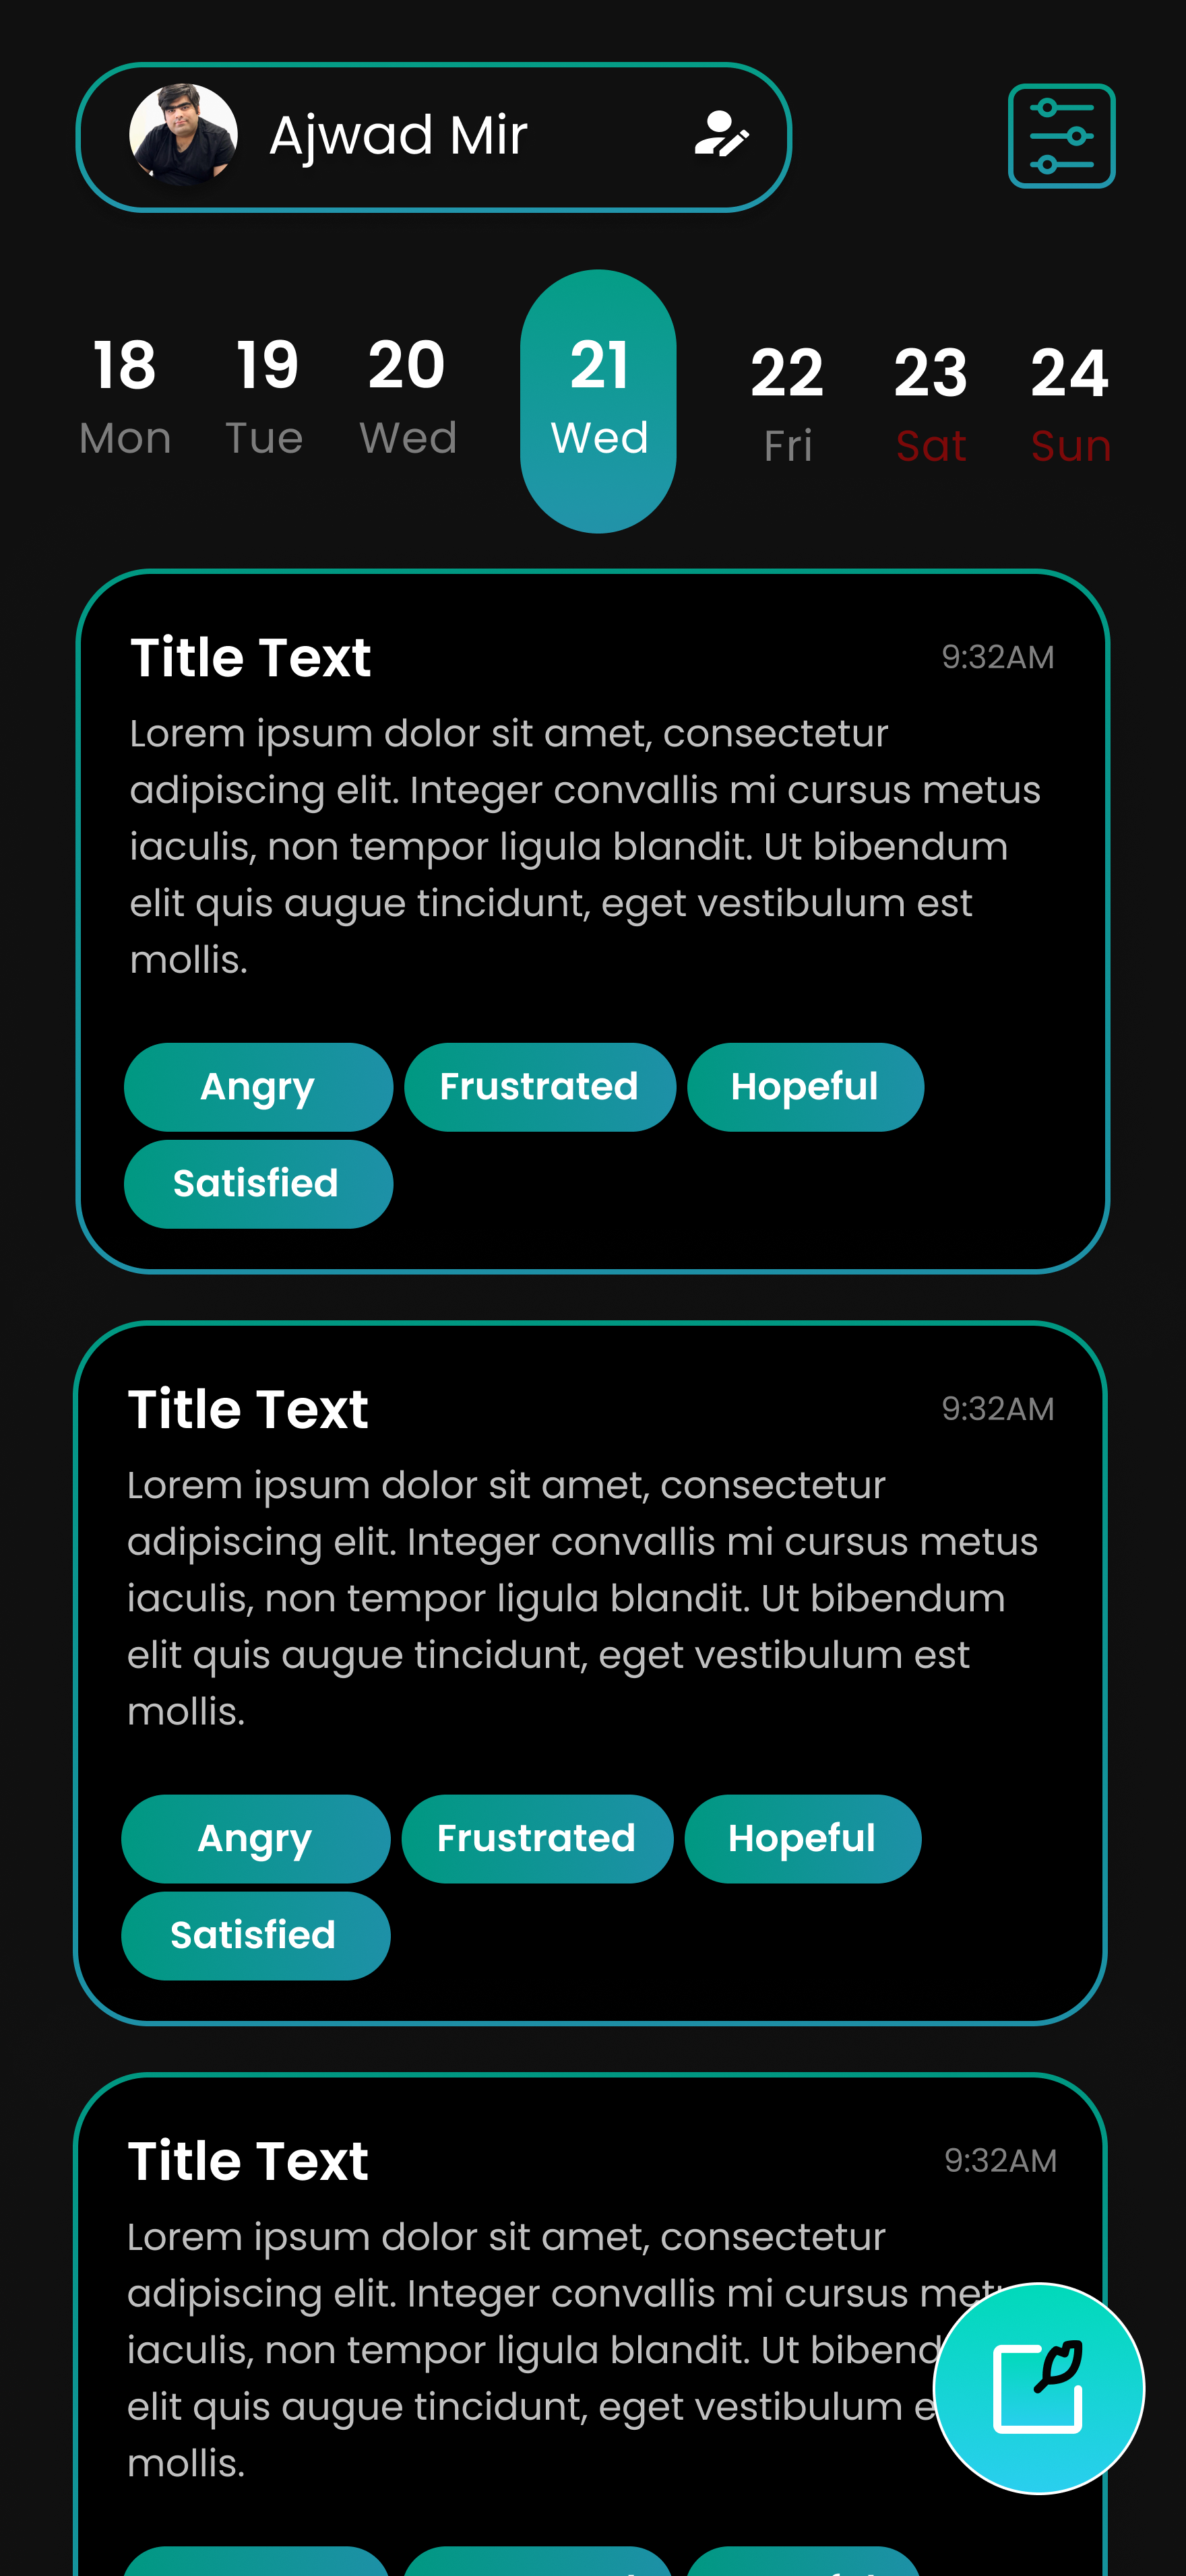 Ajwad Mir
18 19 20 21 22 23 24
Mon Tue Wed Wed Fri Sat Sun
Title Text 9:32AM
Lorem ipsum dolor sit amet, consectetur
adipiscing elit. Integer convallis mi cursus metus
iaculis, non tempor ligula blandit. Ut bibendum
elit quis augue tincidunt, eget vestibulum est
mollis.
Angry Frustrated Hopeful
Satisfied
Title Text 9:32AM
Lorem ipsum dolor sit amet, consectetur
adipiscing elit. Integer convallis mi cursus metus
iaculis, non tempor ligula blandit. Ut bibendum
elit quis augue tincidunt, eget vestibulum est
mollis.
Angry Frustrated Hopeful
Satisfied
Title Text 9:32AM
Lorem ipsum dolor sit amet, consectetur
adipiscing elit. Integer convallis mi cursus
iaculis, non tempor ligula blandit. Ut
elit quis augue tincidunt, eget vestibulum
mollis.